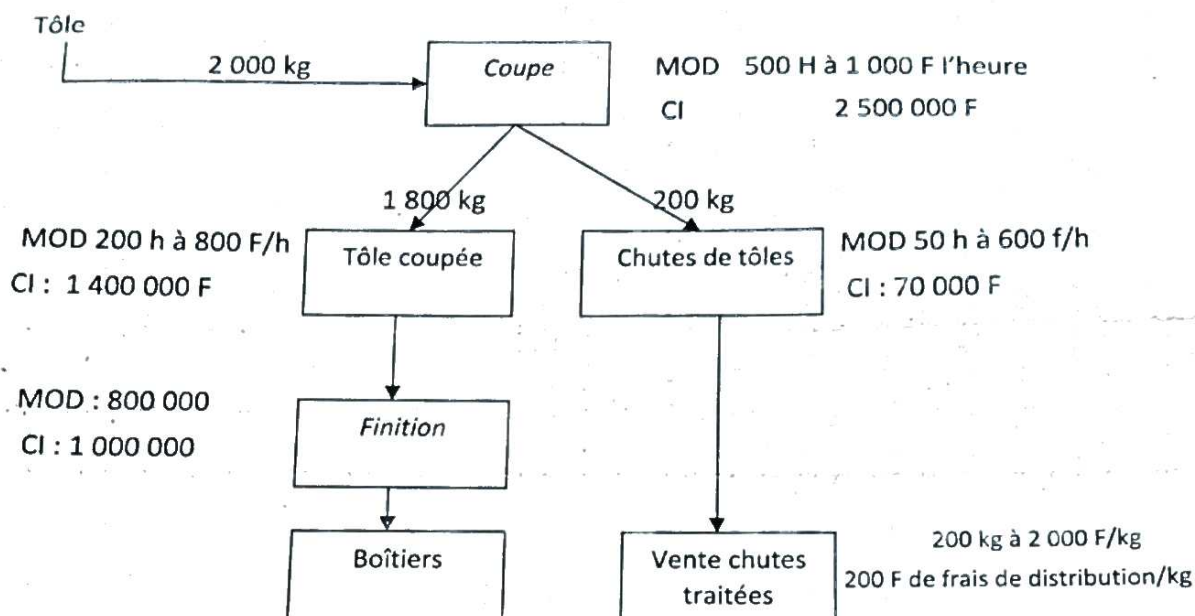 Tôle
2 000 kg
Coupe
MOD 500 H à 1 000 F l'heure
CI 2 500 000 F
1 800 kg
200 kg
MOD 200 h à 800 F/h
CI : 1 400 000 F
Tôle coupée
Chutes de tôles
MOD 50 h à 600 f/h
CI : 70 000 F
MOD : 800 000
CI : 1 000 000
Finition
Boîtiers
Vente chutes
traitées
200 kg à 2 000 F/kg
200 F de frais de distribution/kg